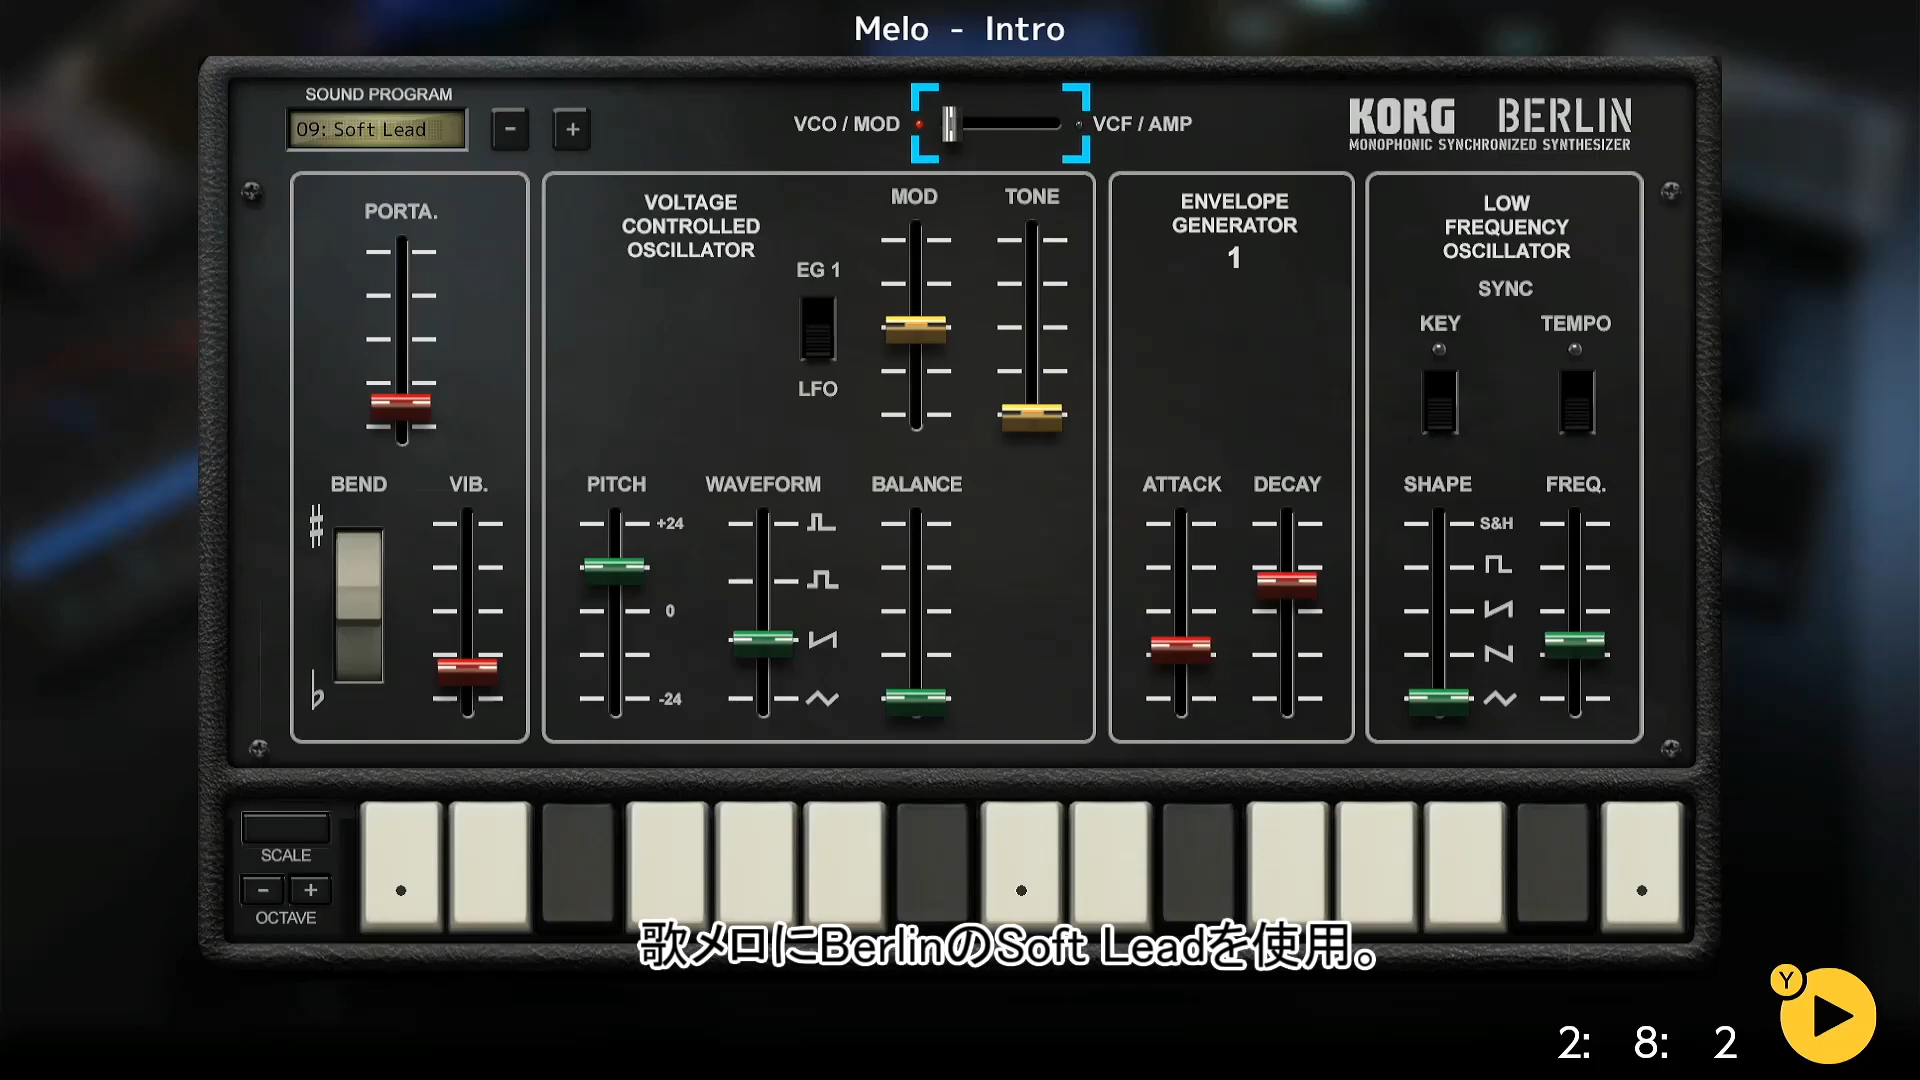 Melo - Intro
SOUND PROGRAM
09: Soft Lead
-
+
VCO / MOD
VCF / AMP
KORG BERLIN
MONOPHONIC SYNCHRONIZED SYNTHESIZER
PORTA.
BEND
VIB.
♯
♭
VOLTAGE
CONTROLLED
OSCILLATOR
MOD
TONE
EG 1
LFO
PITCH
WAVEFORM
BALANCE
+24
0
-24
ENVELOPE
GENERATOR
1
ATTACK
DECAY
LOW
FREQUENCY
OSCILLATOR
SYNC
KEY
TEMPO
SHAPE
FREQ.
S&H
SCALE
-
+
OCTAVE
歌メロにBerlinのSoft Leadを使用。
Y
2: 8: 2